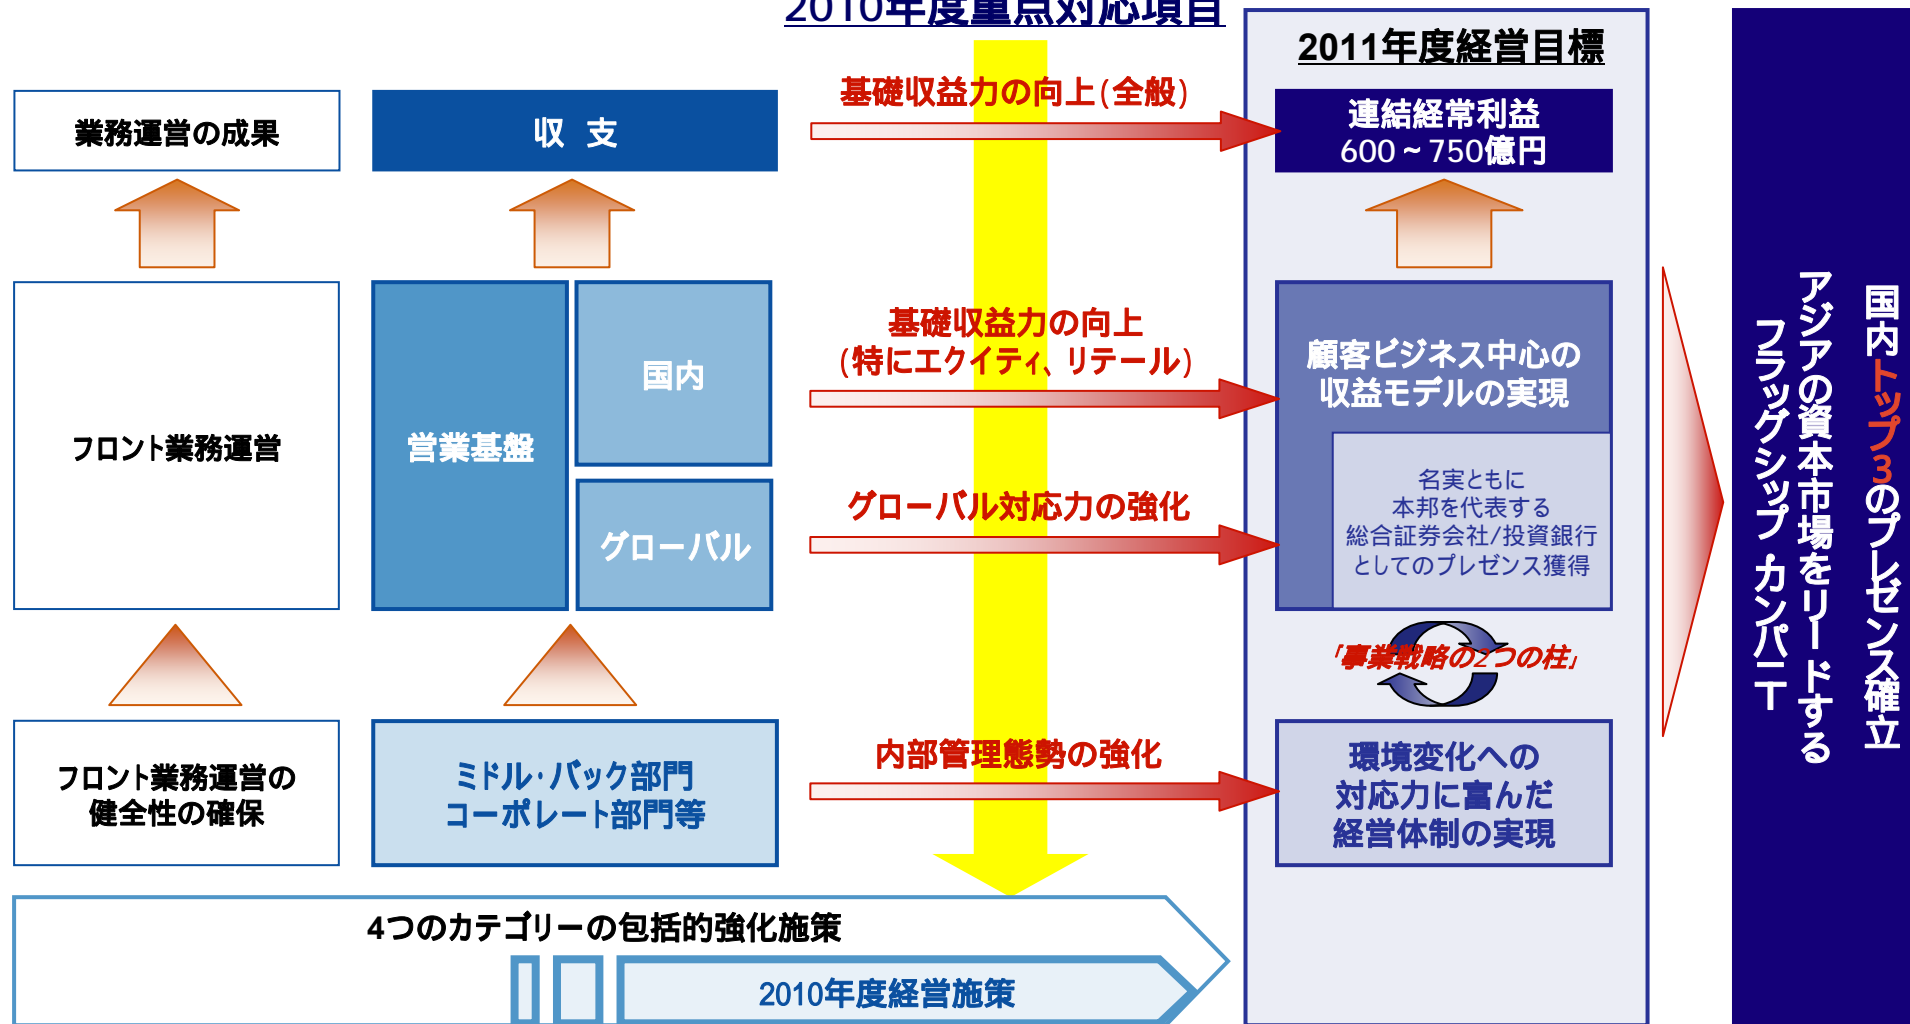 2010年度重点対応項目
2011年度経営目標
業務運営の成果
収 支
基礎収益力の向上(全般)
連結経常利益
600~750億円
フロント業務運営
営業基盤
国内
グローバル
基礎収益力の向上
(特にエクイティ、リテール)
グローバル対応力の強化
顧客ビジネス中心の
収益モデルの実現
名実ともに
本邦を代表する
総合証券会社/投資銀行
としてのプレゼンス獲得
「事業戦略の2つの柱」
フロント業務運営の
健全性の確保
ミドル・バック部門
コーポレート部門等
内部管理態勢の強化
環境変化への
対応力に富んだ
経営体制の実現
4つのカテゴリーの包括的強化施策
2010年度経営施策
国内トップ3のプレゼンス確立
アジアの資本市場をリードする
フラッグシップ・カンパニー